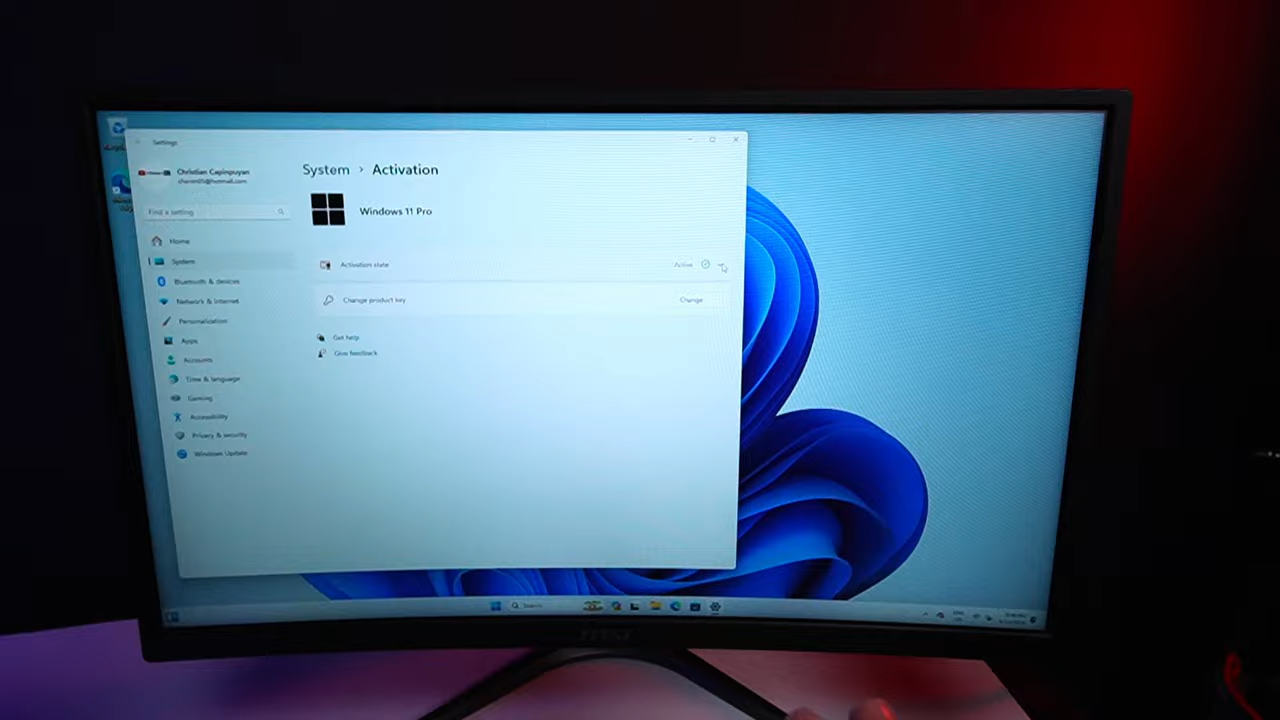 Settings
Christian Capinpuyan
System › Activation
Find a setting
Windows 11 Pro
Home
System
Activation state
Active
Bluetooth & devices
Network & internet
Change product key
Change
Personalization
Apps
Get help
Accounts
Give feedback
Time & language
Gaming
Accessibility
Privacy & security
Windows Update
Search
MSI